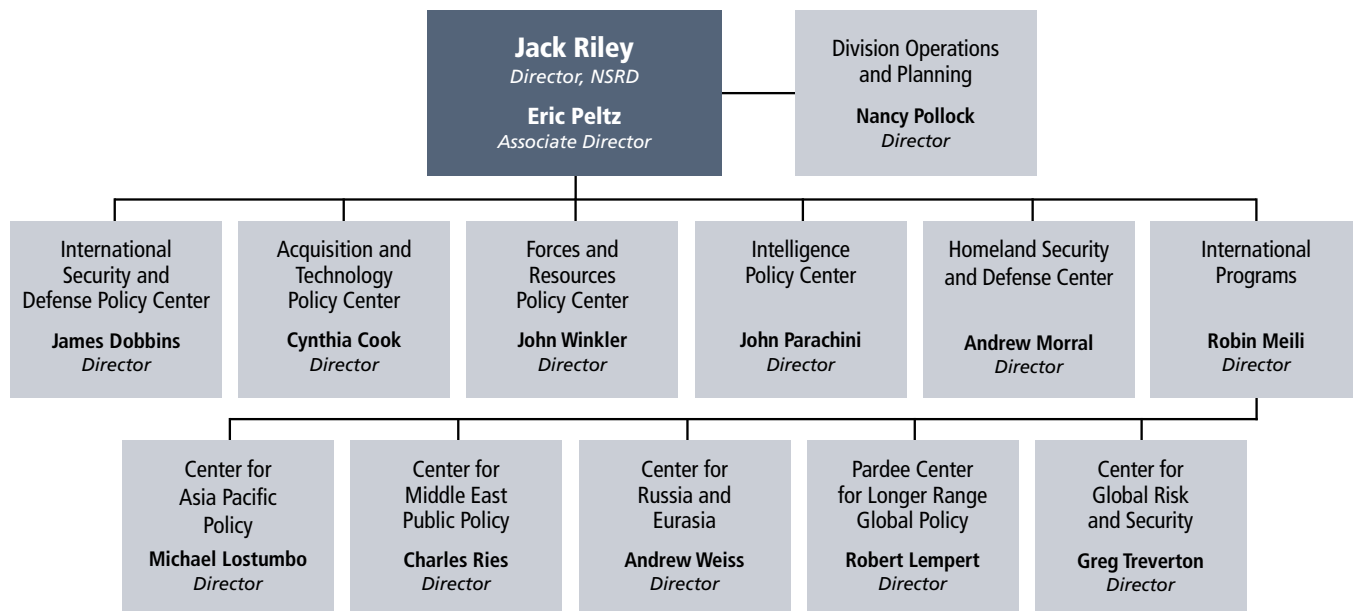 Jack Riley
Director, NSRD
Eric Peltz
Associate Director
Division Operations
and Planning
Nancy Pollock
Director
International
Security and
Defense Policy Center
James Dobbins
Director
Acquisition and
Technology
Policy Center
Cynthia Cook
Director
Forces and
Resources
Policy Center
John Winkler
Director
Intelligence
Policy Center
John Parachini
Director
Homeland Security
and Defense Center
Andrew Morral
Director
International
Programs
Robin Meili
Director
Center for
Asia Pacific
Policy
Michael Lostumbo
Director
Center for
Middle East
Public Policy
Charles Ries
Director
Center for
Russia and
Eurasia
Andrew Weiss
Director
Pardee Center
for Longer Range
Global Policy
Robert Lempert
Director
Center for
Global Risk
and Security
Greg Treverton
Director